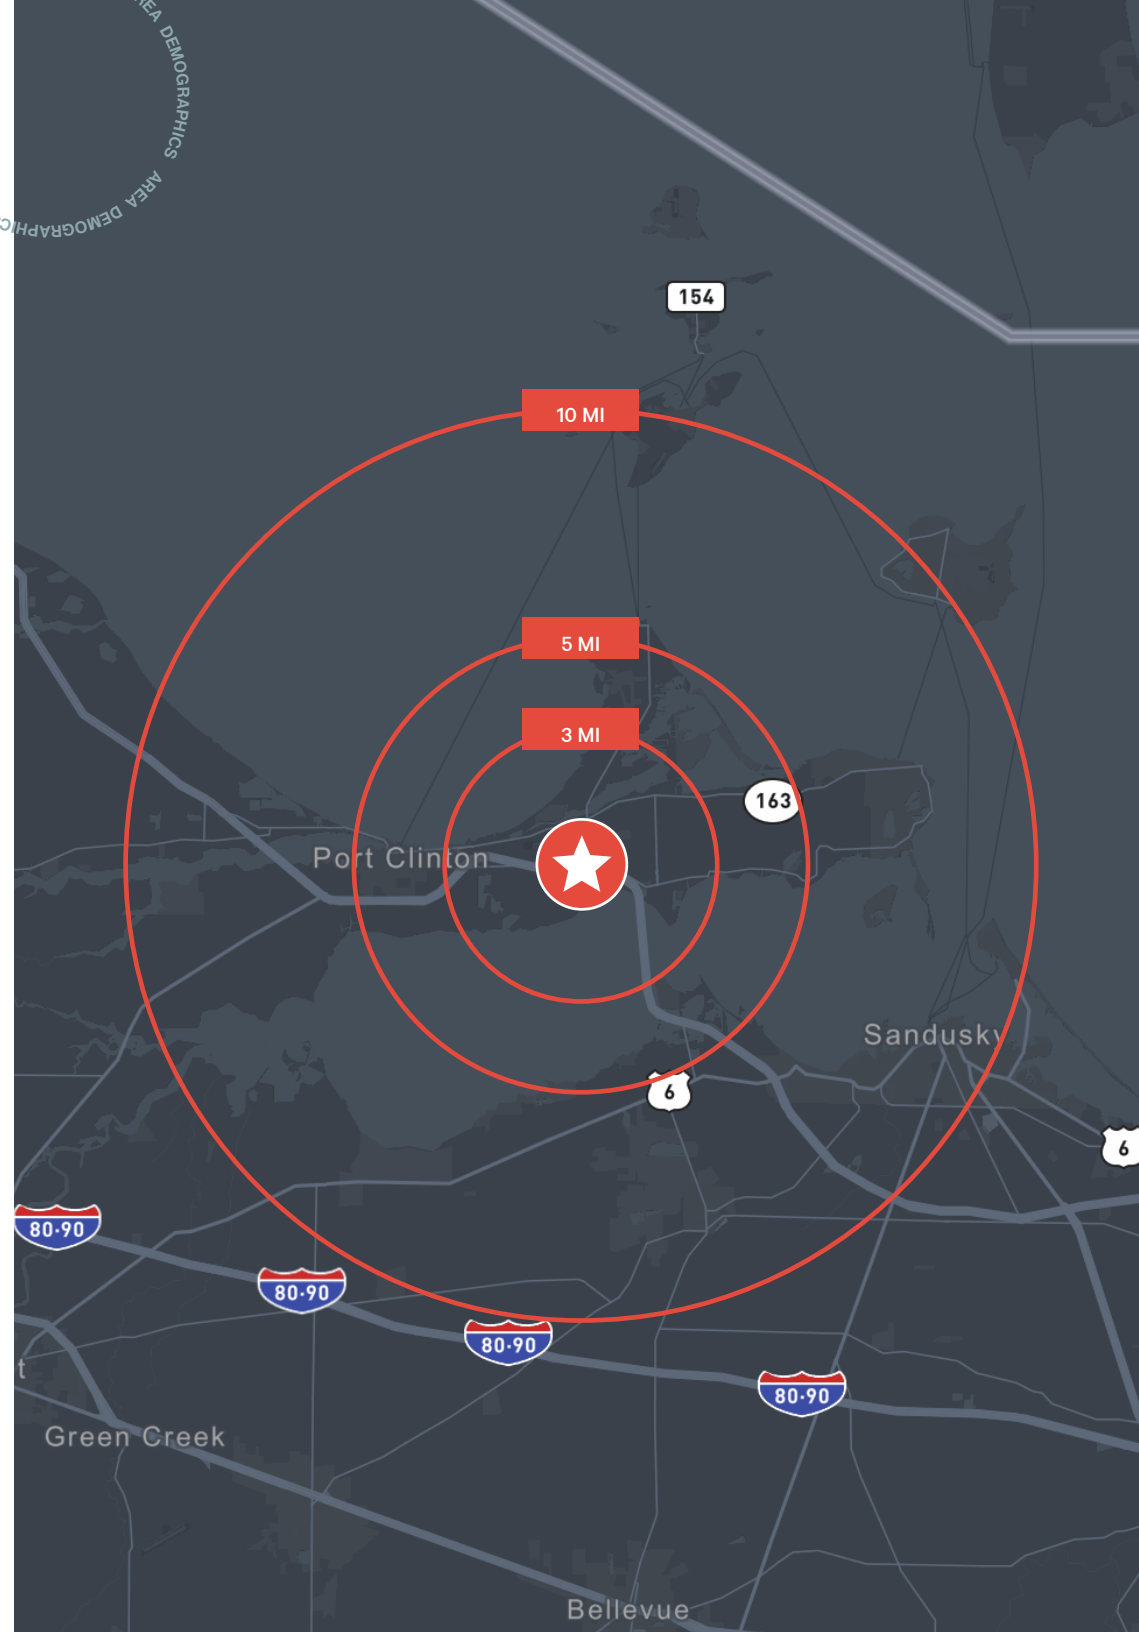 AREA DEMOGRAPHICS AREA DEMOGRAPHICS
154
10 MI
5 MI
3 MI
163
Port Clinton
Sandusky
6
6
80·90
80·90
80·90
80·90
t
Green Creek
Bellevue